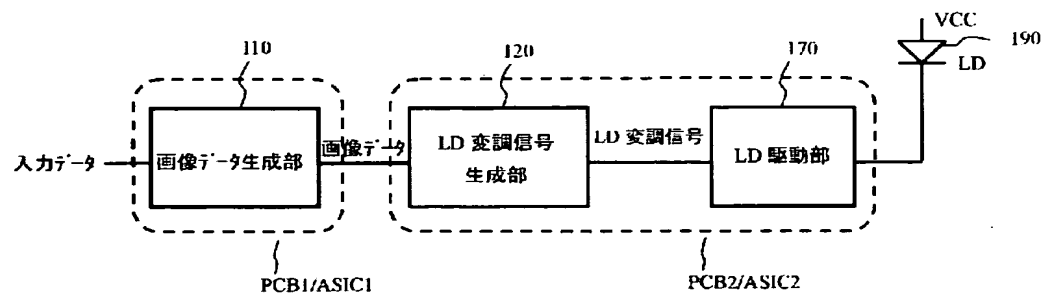 110
120
170
VCC
190
LD
入力データ
画像データ生成部
画像データ
LD 変調信号
生成部
LD 変調信号
LD 駆動部
PCB1/ASIC1
PCB2/ASIC2